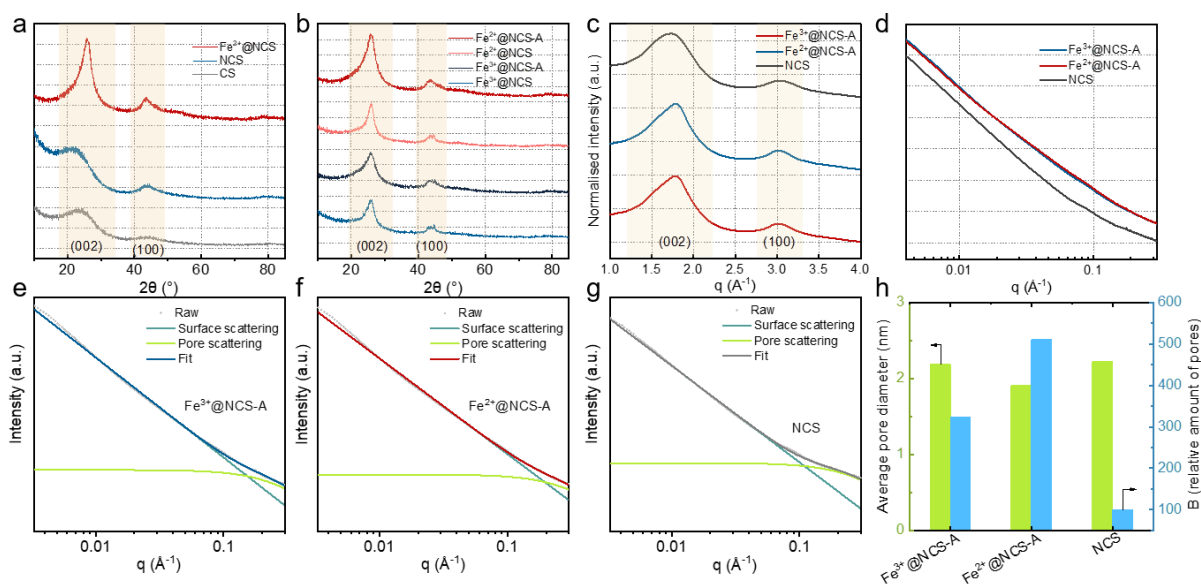 a
Fe²⁺@NCS
NCS
CS
(002)
(100)
20
40
60
80
2θ (°)
b
Fe²⁺@NCS-A
Fe²⁺@NCS
Fe³⁺@NCS-A
Fe³⁺@NCS
(002)
(100)
20
40
60
80
2θ (°)
c
Normalised intensity (a.u.)
Fe³⁺@NCS-A
Fe²⁺@NCS-A
NCS
(002)
(100)
1.0
1.5
2.0
2.5
3.0
3.5
4.0
q (A⁻¹)
d
Fe³⁺@NCS-A
Fe²⁺@NCS-A
NCS
0.01
0.1
q (Å⁻¹)
e
Intensity (a.u.)
Raw
Surface scattering
Pore scattering
Fit
Fe³⁺@NCS-A
0.01
0.1
q (Å⁻¹)
f
Intensity (a.u.)
Raw
Surface scattering
Pore scattering
Fit
Fe²⁺@NCS-A
0.01
0.1
q (Å⁻¹)
g
Intensity (a.u.)
Raw
Surface scattering
Pore scattering
Fit
NCS
0.01
0.1
q (Å⁻¹)
h
Average pore diameter (nm)
3
2
1
0
600
500
400
300
200
100
B (relative amount of pores)
Fe³⁺@NCS-A
Fe²⁺@NCS-A
NCS